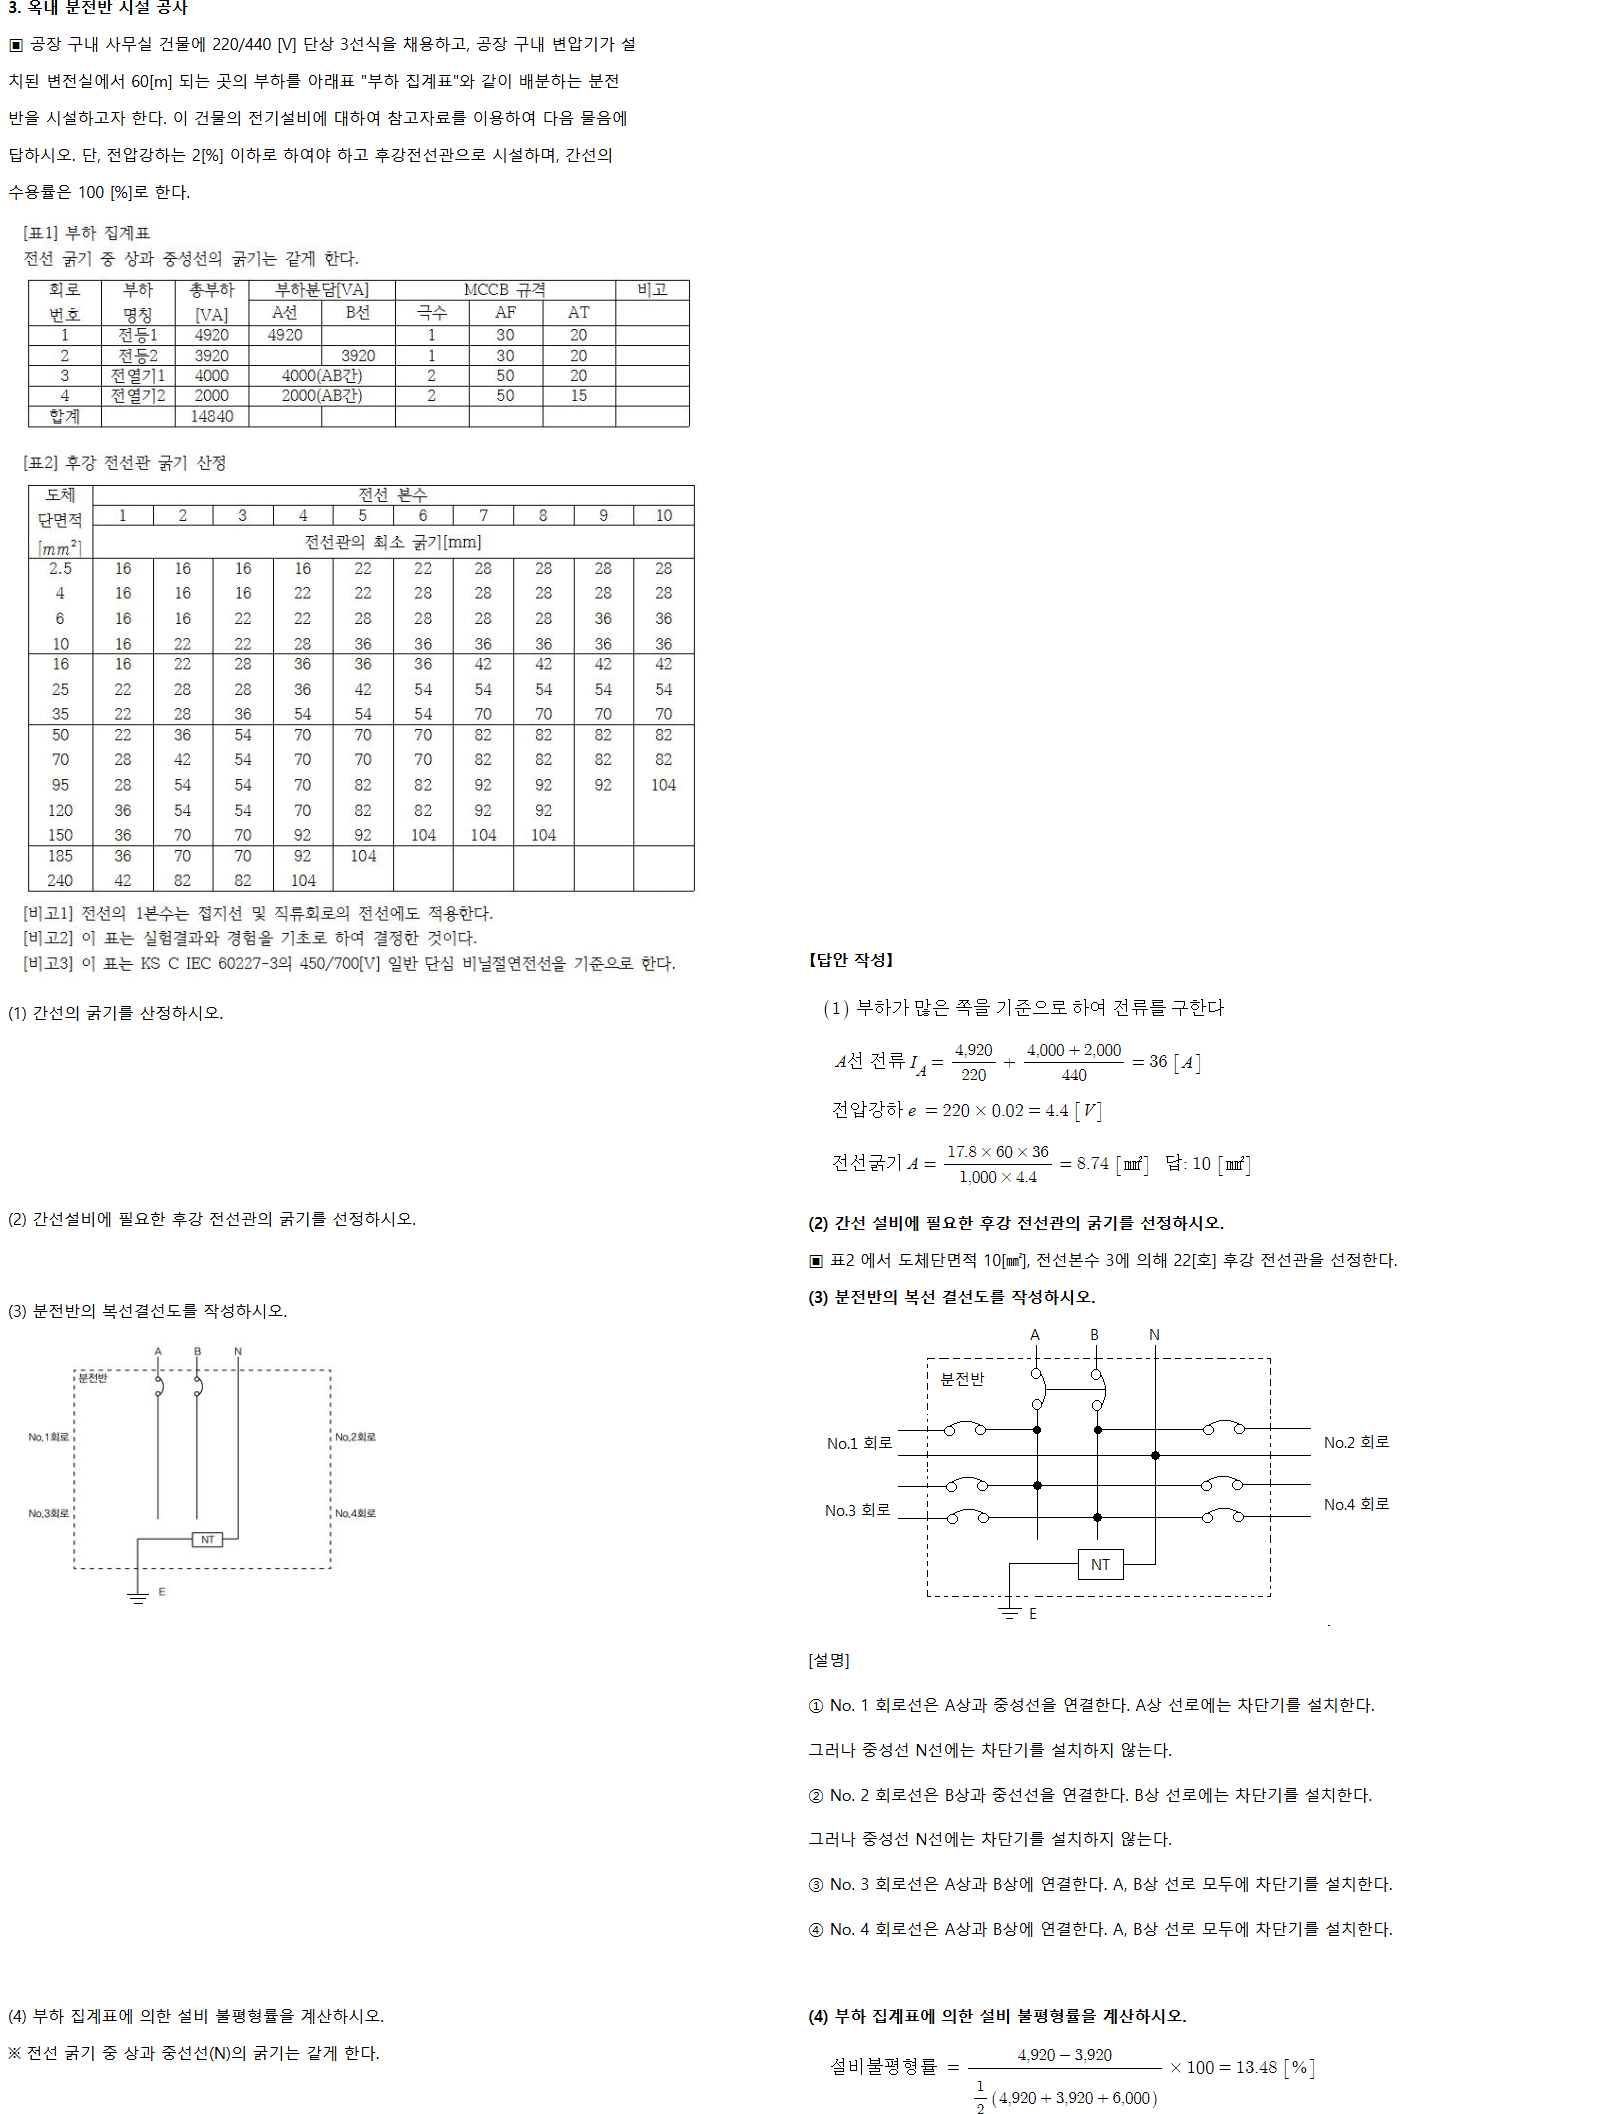 3. 옥내 분전반 시설 공사
▣ 공장 구내 사무실 건물에 220/440 [V] 단상 3선식을 채용하고, 공장 구내 변압기가 설
치된 변전실에서 60[m] 되는 곳의 부하를 아래표 "부하 집계표"와 같이 배분하는 분전
반을 시설하고자 한다. 이 건물의 전기설비에 대하여 참고자료를 이용하여 다음 물음에
답하시오. 단, 전압강하는 2[%] 이하로 하여야 하고 후강전선관으로 시설하며, 간선의
수용률은 100 [%]로 한다.
[표1] 부하 집계표
전선 굵기 중 상과 중성선의 굵기는 같게 한다.
회로 번호 부하 명칭 총부하 [VA] 부하분담[VA] MCCB 규격 비고
A선 B선 극수 AF AT
1 전등1 4920 4920 1 30 20
2 전등2 3920 3920 1 30 20
3 전열기1 4000 4000(AB간) 2 50 20
4 전열기2 2000 2000(AB간) 2 50 15
합계 14840
[표2] 후강 전선관 굵기 산정
도체 단면적 [mm²] 전선 본수
1 2 3 4 5 6 7 8 9 10
전선관의 최소 굵기[mm]
2.5 16 16 16 16 22 22 28 28 28 28
4 16 16 16 22 22 28 28 28 28 28
6 16 16 22 22 28 28 28 28 36 36
10 16 22 22 28 36 36 36 36 36 36
16 16 22 28 36 36 36 42 42 42 42
25 22 28 28 36 42 54 54 54 54 54
35 22 28 36 54 54 54 70 70 70 70
50 22 36 54 70 70 70 82 82 82 82
70 28 42 54 70 70 70 82 82 82 82
95 28 54 54 70 82 82 92 92 92 104
120 36 54 54 70 82 82 92 92
150 36 70 70 92 92 104 104 104
185 36 70 70 92 104
240 42 82 82 104
[비고1] 전선의 1본수는 접지선 및 직류회로의 전선에도 적용한다.
[비고2] 이 표는 실험결과와 경험을 기초로 하여 결정한 것이다.
[비고3] 이 표는 KS C IEC 60227-3의 450/700[V] 일반 단심 비닐절연전선을 기준으로 한다.
(1) 간선의 굵기를 산정하시오.
(2) 간선설비에 필요한 후강 전선관의 굵기를 선정하시오.
(3) 분전반의 복선결선도를 작성하시오.
A B N
분전반
No.1회로 No.2회로
No.3회로 No.4회로
NT
E
(4) 부하 집계표에 의한 설비 불평형률을 계산하시오.
※ 전선 굵기 중 상과 중선선(N)의 굵기는 같게 한다.
【답안 작성】
(1) 부하가 많은 쪽을 기준으로 하여 전류를 구한다
A선 전류 I_A = 4,920/220 + (4,000 + 2,000)/440 = 36 [A]
전압강하 e = 220 × 0.02 = 4.4 [V]
전선굵기 A = (17.8 × 60 × 36)/(1,000 × 4.4) = 8.74 [㎟] 답: 10 [㎟]
(2) 간선 설비에 필요한 후강 전선관의 굵기를 선정하시오.
▣ 표2 에서 도체단면적 10[㎟], 전선본수 3에 의해 22[호] 후강 전선관을 선정한다.
(3) 분전반의 복선 결선도를 작성하시오.
A B N
분전반
No.1 회로 No.2 회로
No.3 회로 No.4 회로
NT
E
[설명]
① No. 1 회로선은 A상과 중성선을 연결한다. A상 선로에는 차단기를 설치한다.
그러나 중성선 N선에는 차단기를 설치하지 않는다.
② No. 2 회로선은 B상과 중선선을 연결한다. B상 선로에는 차단기를 설치한다.
그러나 중성선 N선에는 차단기를 설치하지 않는다.
③ No. 3 회로선은 A상과 B상에 연결한다. A, B상 선로 모두에 차단기를 설치한다.
④ No. 4 회로선은 A상과 B상에 연결한다. A, B상 선로 모두에 차단기를 설치한다.
(4) 부하 집계표에 의한 설비 불평형률을 계산하시오.
설비불평형률 = (4,920 − 3,920)/(1/2 (4,920 + 3,920 + 6,000)) × 100 = 13.48 [%]